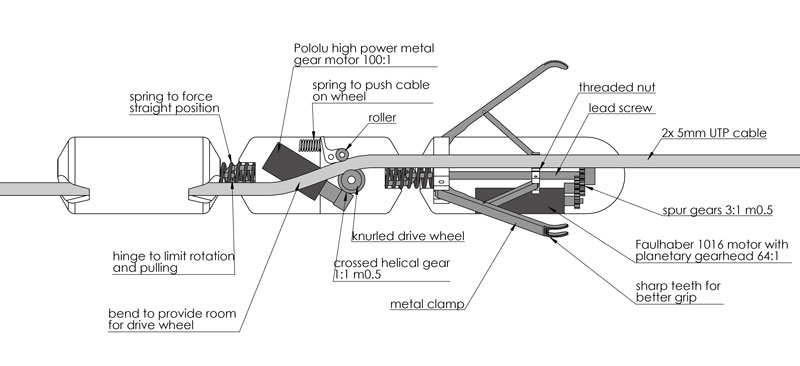 Pololu high power metal
gear motor 100:1
spring to push cable
on wheel
threaded nut
spring to force
straight position
roller
lead screw
2x 5mm UTP cable
spur gears 3:1 m0.5
knurled drive wheel
Faulhaber 1016 motor with
planetary gearhead 64:1
hinge to limit rotation
and pulling
crossed helical gear
1:1 m0.5
sharp teeth for
better grip
metal clamp
bend to provide room
for drive wheel